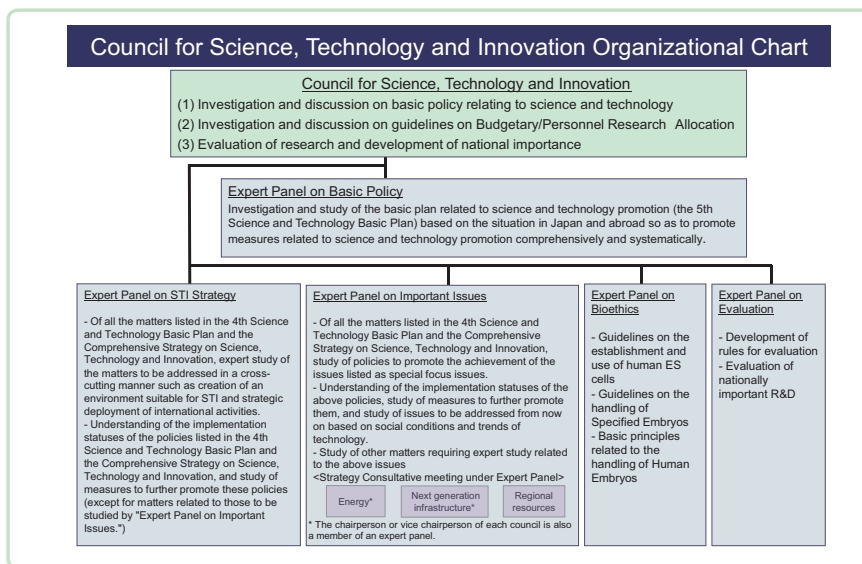 Council for Science, Technology and Innovation Organizational Chart
Council for Science, Technology and Innovation
(1) Investigation and discussion on basic policy relating to science and technology
(2) Investigation and discussion on guidelines on Budgetary/Personnel Research Allocation
(3) Evaluation of research and development of national importance
Expert Panel on Basic Policy
Investigation and study of the basic plan related to science and technology promotion (the 5th
Science and Technology Basic Plan) based on the situation in Japan and abroad so as to promote
measures related to science and technology promotion comprehensively and systematically.
Expert Panel on STI Strategy
- Of all the matters listed in the 4th Science
and Technology Basic Plan and the
Comprehensive Strategy on Science,
Technology and Innovation, expert study of
the matters to be addressed in a cross-
cutting manner such as creation of an
environment suitable for STI and strategic
deployment of international activities.
- Understanding of the implementation
statuses of the policies listed in the 4th
Science and Technology Basic Plan and
the Comprehensive Strategy on Science,
Technology and Innovation, and study of
measures to further promote these policies
(except for matters related to those to be
studied by "Expert Panel on Important
Issues.")
Expert Panel on Important Issues
- Of all the matters listed in the 4th Science and
Technology Basic Plan and the Comprehensive
Strategy on Science, Technology and Innovation,
study of policies to promote the achievement of the
issues listed as special focus issues.
- Understanding of the implementation statuses of the
above policies, study of measures to further promote
them, and study of issues to be addressed from now
on based on social conditions and trends of
technology.
- Study of other matters requiring expert study related
to the above issues
<Strategy Consultative meeting under Expert Panel>
Energy*
Next generation
infrastructure*
Regional
resources
* The chairperson or vice chairperson of each council is also
a member of an expert panel.
Expert Panel on
Bioethics
- Guidelines on the
establishment and
use of human ES
cells
- Guidelines on the
handling of
Specified Embryos
- Basic principles
related to the
handling of Human
Embryos
Expert Panel on
Evaluation
- Development of
rules for evaluation
- Evaluation of
nationally
important R&D